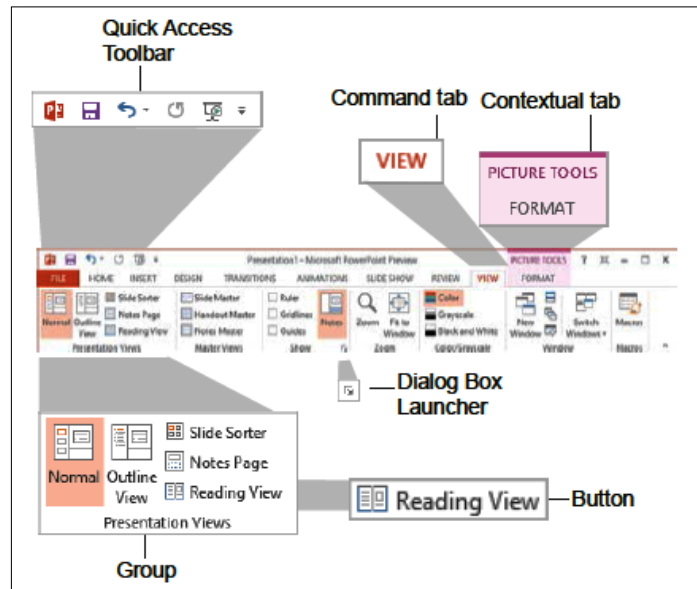 Quick Access
Toolbar
Command tab
Contextual tab
VIEW
PICTURE TOOLS
FORMAT
Presentation1 - Microsoft PowerPoint Preview
PICTURE TOOLS
?
FILE HOME INSERT DESIGN TRANSITIONS ANIMATIONS SLIDE SHOW REVIEW VIEW FORMAT
Normal
Outline
View
Slide Sorter
Notes Page
Reading View
Presentation Views
Slide Master
Handout Master
Notes Master
Master Views
Ruler
Gridlines
Guides
Show
Notes
Zoom
Fit to
Window
Zoom
Color
Grayscale
Black and White
Color/Grayscale
New
Window
Switch
Windows
Window
Macros
Macros
Dialog Box
Launcher
Normal
Outline
View
Slide Sorter
Notes Page
Reading View
Presentation Views
Reading View
Button
Group